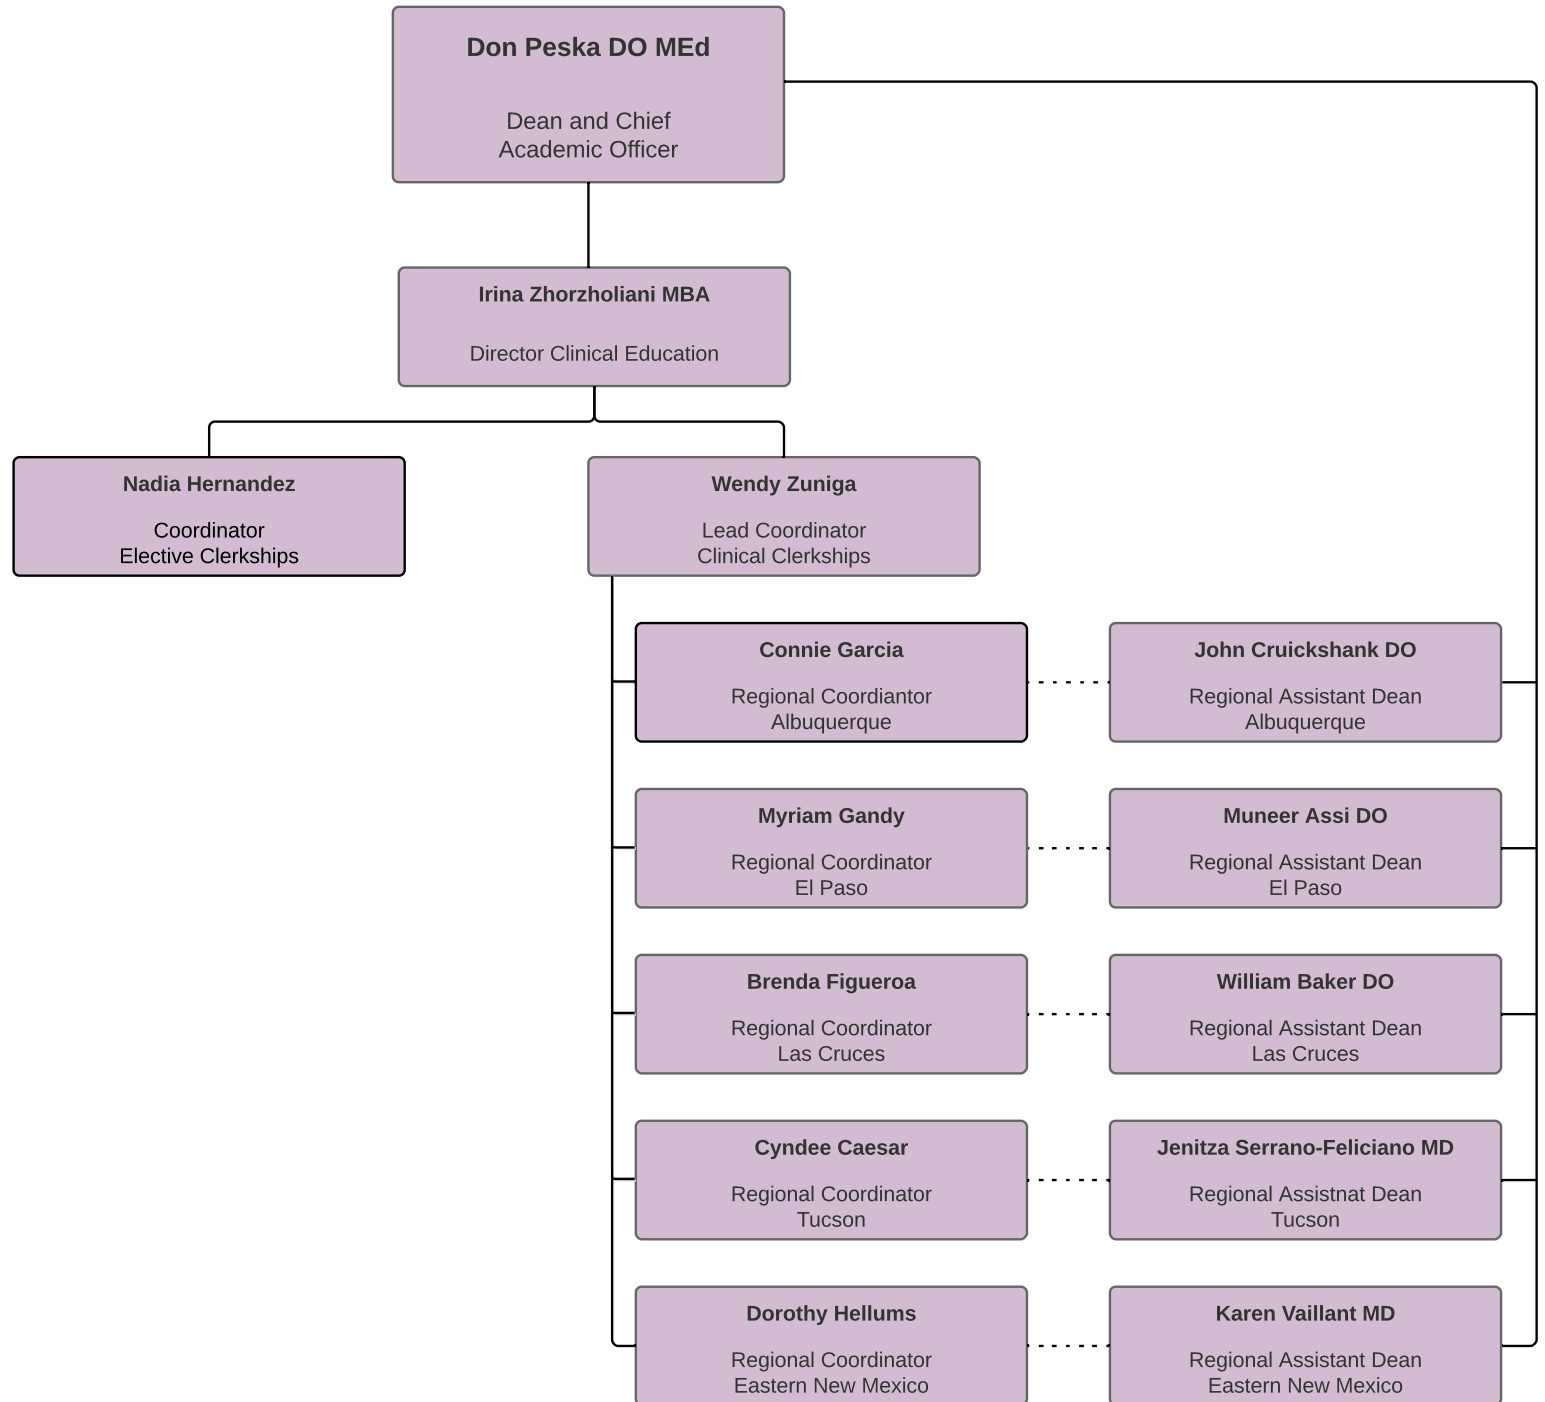 Don Peska DO MEd
Dean and Chief
Academic Officer
Irina Zhorzholiani MBA
Director Clinical Education
Nadia Hernandez
Coordinator
Elective Clerkships
Wendy Zuniga
Lead Coordinator
Clinical Clerkships
Connie Garcia
Regional Coordiantor
Albuquerque
John Cruickshank DO
Regional Assistant Dean
Albuquerque
Myriam Gandy
Regional Coordinator
El Paso
Muneer Assi DO
Regional Assistant Dean
El Paso
Brenda Figueroa
Regional Coordinator
Las Cruces
William Baker DO
Regional Assistant Dean
Las Cruces
Cyndee Caesar
Regional Coordinator
Tucson
Jenitza Serrano-Feliciano MD
Regional Assistnat Dean
Tucson
Dorothy Hellums
Regional Coordinator
Eastern New Mexico
Karen Vaillant MD
Regional Assistant Dean
Eastern New Mexico